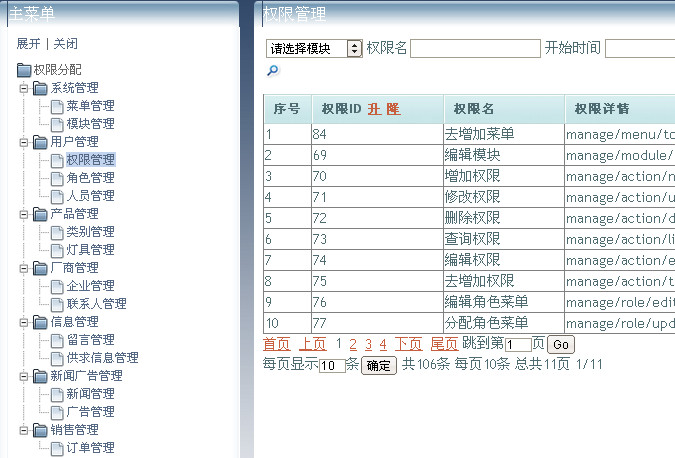 主菜单
展开 | 关闭
权限分配
系统管理
菜单管理
模块管理
用户管理
权限管理
角色管理
人员管理
产品管理
类别管理
灯具管理
厂商管理
企业管理
联系人管理
信息管理
留言管理
供求信息管理
新闻广告管理
新闻管理
广告管理
销售管理
订单管理
权限管理
请选择模块 权限名 开始时间
序号 权限ID 升 降 权限名 权限详情
1 84 去增加菜单 manage/menu/to
2 69 编辑模块 manage/module/
3 70 增加权限 manage/action/n
4 71 修改权限 manage/action/u
5 72 删除权限 manage/action/d
6 73 查询权限 manage/action/li
7 74 编辑权限 manage/action/e
8 75 去增加权限 manage/action/t
9 76 编辑角色菜单 manage/role/edit
10 77 分配角色菜单 manage/role/upd
首页 上页 1 2 3 4 下页 尾页 跳到第 1 页 Go
每页显示 10 条 确定 共106条 每页10条 总共11页 1/11